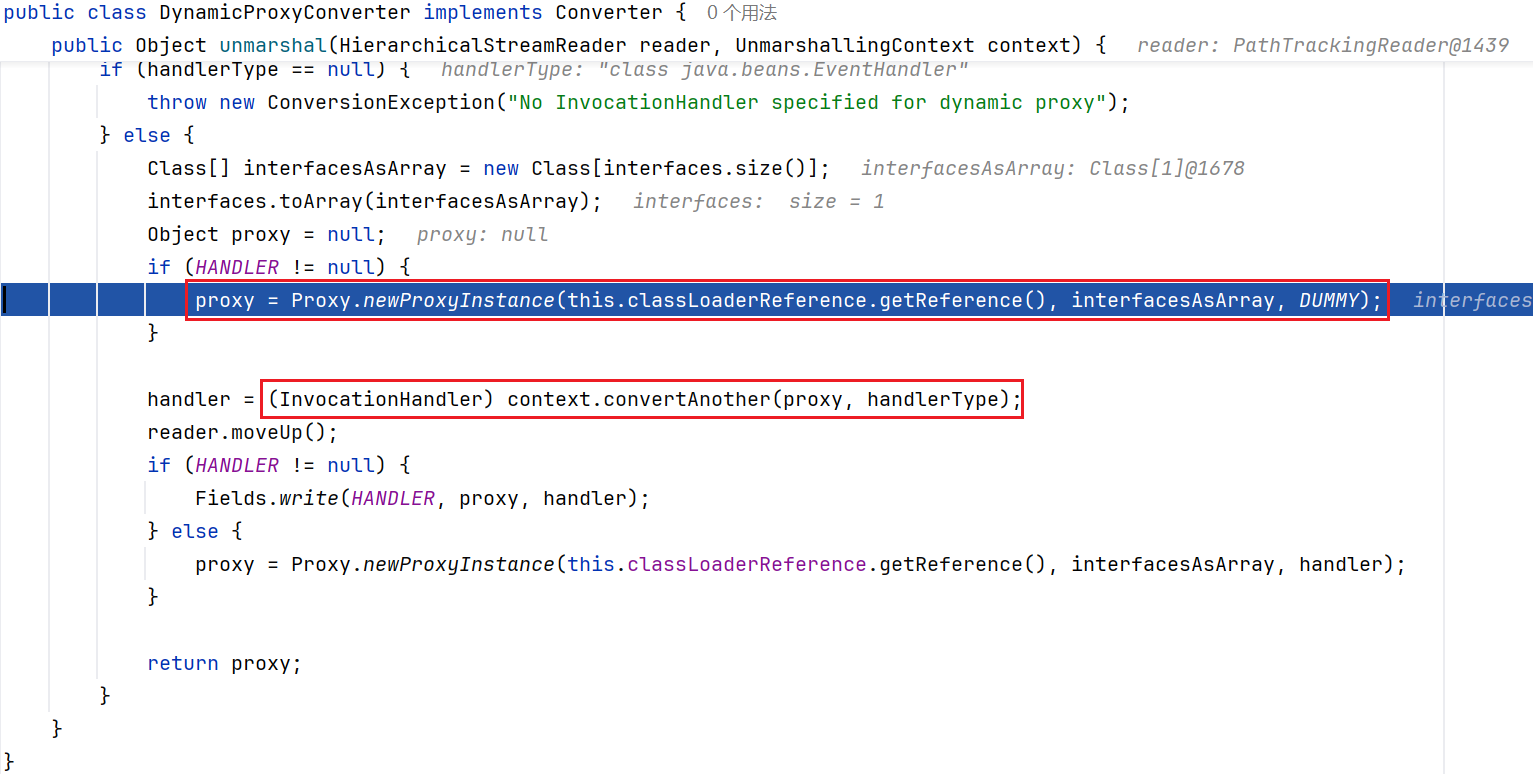 public class DynamicProxyConverter implements Converter {  0 个用法
    public Object unmarshal(HierarchicalStreamReader reader, UnmarshallingContext context) {   reader: PathTrackingReader@1439
        if (handlerType == null) {   handlerType: "class java.beans.EventHandler"
            throw new ConversionException("No InvocationHandler specified for dynamic proxy");
        } else {
            Class[] interfacesAsArray = new Class[interfaces.size()];   interfacesAsArray: Class[1]@1678
            interfaces.toArray(interfacesAsArray);   interfaces:  size = 1
            Object proxy = null;   proxy: null
            if (HANDLER != null) {
                proxy = Proxy.newProxyInstance(this.classLoaderReference.getReference(), interfacesAsArray, DUMMY);   interfaces
            }
            handler = (InvocationHandler) context.convertAnother(proxy, handlerType);
            reader.moveUp();
            if (HANDLER != null) {
                Fields.write(HANDLER, proxy, handler);
            } else {
                proxy = Proxy.newProxyInstance(this.classLoaderReference.getReference(), interfacesAsArray, handler);
            }
            return proxy;
        }
    }
}